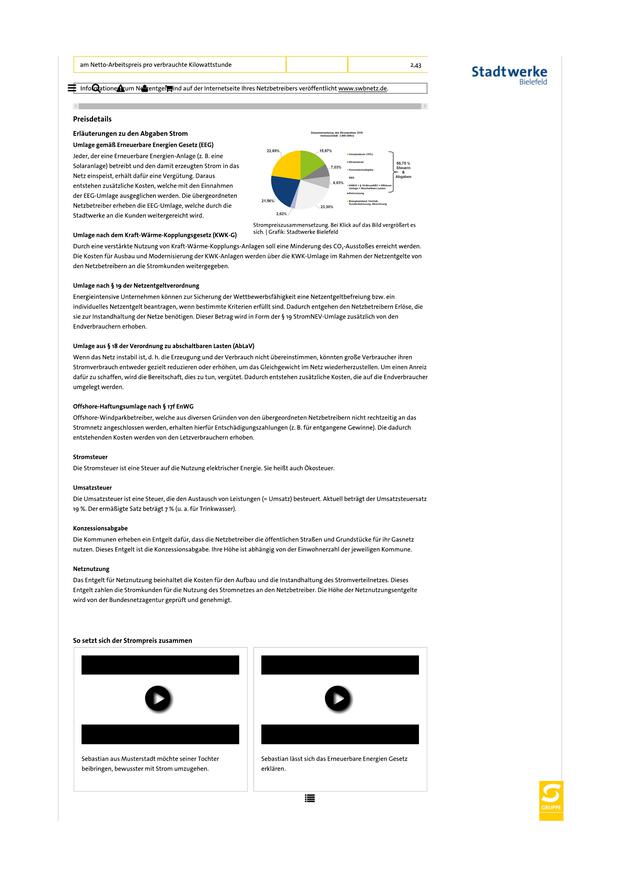 am Netto-Arbeitspreis pro verbrauchte Kilowattstunde 2,43
Stadtwerke
Bielefeld
zum sind auf der Internetseite Ihres Netzbetreibers veröffentlicht www.swbnetz.de.
Preisdetails
Erläuterungen zu den Abgaben Strom
Umlage gemäß Erneuerbare Energien Gesetz (EEG)
Jeder, der eine Erneuerbare Energien-Anlage (z. B. eine
Solaranlage) betreibt und den damit erzeugten Strom in das
Netz einspeist, erhält dafür eine Vergütung. Daraus
entstehen zusätzliche Kosten, welche mit den Einnahmen
der EEG-Umlage ausgeglichen werden. Die übergeordneten
Netzbetreiber erheben die EEG-Umlage, welche durch die
Stadtwerke an die Kunden weitergereicht wird.
22,69%
15,97%
7,03%
9,03%
23,90%
2,62%
21,56%
55,75 %
Steuern
&
Abgaben
Strompreiszusammensetzung. Bei Klick auf das Bild vergrößert es
sich. | Grafik: Stadtwerke Bielefeld
Umlage nach dem Kraft-Wärme-Kopplungsgesetz (KWK-G)
Durch eine verstärkte Nutzung von Kraft-Wärme-Kopplungs-Anlagen soll eine Minderung des CO₂-Ausstoßes erreicht werden.
Die Kosten für Ausbau und Modernisierung der KWK-Anlagen werden über die KWK-Umlage im Rahmen der Netzentgelte von
den Netzbetreibern an die Stromkunden weitergegeben.
Umlage nach § 19 der Netzentgeltverordnung
Energieintensive Unternehmen können zur Sicherung der Wettbewerbsfähigkeit eine Netzentgeltbefreiung bzw. ein
individuelles Netzentgelt beantragen, wenn bestimmte Kriterien erfüllt sind. Dadurch entgehen den Netzbetreibern Erlöse, die
sie zur Instandhaltung der Netze benötigen. Dieser Betrag wird in Form der § 19 StromNEV-Umlage zusätzlich von den
Endverbrauchern erhoben.
Umlage aus § 18 der Verordnung zu abschaltbaren Lasten (AbLaV)
Wenn das Netz instabil ist, d. h. die Erzeugung und der Verbrauch nicht übereinstimmen, könnten große Verbraucher ihren
Stromverbrauch entweder gezielt reduzieren oder erhöhen, um das Gleichgewicht im Netz wiederherzustellen. Um einen Anreiz
dafür zu schaffen, wird die Bereitschaft, dies zu tun, vergütet. Dadurch entstehen zusätzliche Kosten, die auf die Endverbraucher
umgelegt werden.
Offshore-Haftungsumlage nach § 17f EnWG
Offshore-Windparkbetreiber, welche aus diversen Gründen von den übergeordneten Netzbetreibern nicht rechtzeitig an das
Stromnetz angeschlossen werden, erhalten hierfür Entschädigungszahlungen (z. B. für entgangene Gewinne). Die dadurch
entstehenden Kosten werden von den Letzverbrauchern erhoben.
Stromsteuer
Die Stromsteuer ist eine Steuer auf die Nutzung elektrischer Energie. Sie heißt auch Ökosteuer.
Umsatzsteuer
Die Umsatzsteuer ist eine Steuer, die den Austausch von Leistungen (= Umsatz) besteuert. Aktuell beträgt der Umsatzsteuersatz
19 %. Der ermäßigte Satz beträgt 7 % (u. a. für Trinkwasser).
Konzessionsabgabe
Die Kommunen erheben ein Entgelt dafür, dass die Netzbetreiber die öffentlichen Straßen und Grundstücke für ihr Gasnetz
nutzen. Dieses Entgelt ist die Konzessionsabgabe. Ihre Höhe ist abhängig von der Einwohnerzahl der jeweiligen Kommune.
Netznutzung
Das Entgelt für Netznutzung beinhaltet die Kosten für den Aufbau und die Instandhaltung des Stromverteilnetzes. Dieses
Entgelt zahlen die Stromkunden für die Nutzung des Stromnetzes an den Netzbetreiber. Die Höhe der Netznutzungsentgelte
wird von der Bundesnetzagentur geprüft und genehmigt.
So setzt sich der Strompreis zusammen
Sebastian aus Musterstadt möchte seiner Tochter
beibringen, bewusster mit Strom umzugehen.
Sebastian lässt sich das Erneuerbare Energien Gesetz
erklären.
GRUPPE